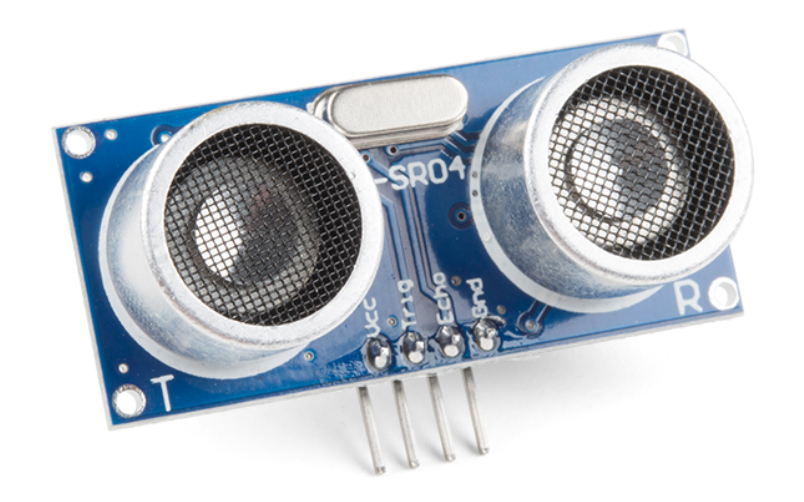 -SR04
Vcc
Trig
Echo
Gnd
T
R